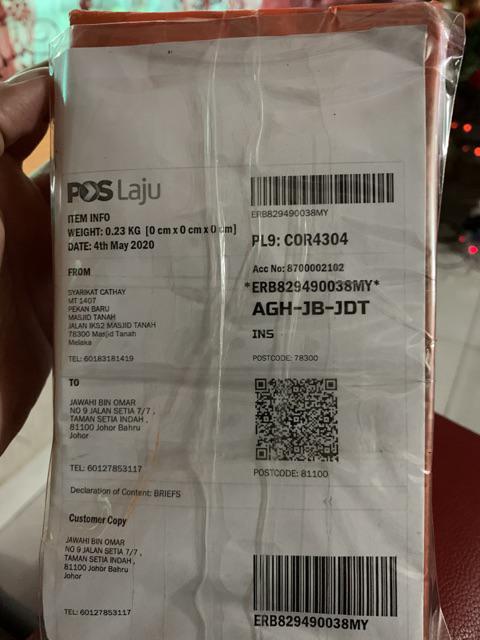 POS Laju
ITEM INFO
WEIGHT: 0.23 KG [0 cm x 0 cm x 0 cm]
DATE: 4th May 2020
ERB829490038MY
PL9: COR4304
Acc No: 8700002102
*ERB829490038MY*
AGH-JB-JDT
INS
POSTCODE: 78300
FROM
SYARIKAT CATHAY
MT 1407
PEKAN BARU
MASJID TANAH
JALAN IKS2 MASJID TANAH
78300 Masjid Tanah
Melaka
TEL: 60183181419
TO
JAWAHI BIN OMAR
NO 9 JALAN SETIA 7/7 ,
TAMAN SETIA INDAH ,
81100 Johor Bahru
Johor
TEL: 60127853117
POSTCODE: 81100
Declaration of Content: BRIEFS
<<
Customer Copy
JAWAHI BIN OMAR
NO 9 JALAN SETIA 7/7 ,
TAMAN SETIA INDAH ,
81100 Johor Bahru
Johor
TEL: 60127853117
ERB829490038MY